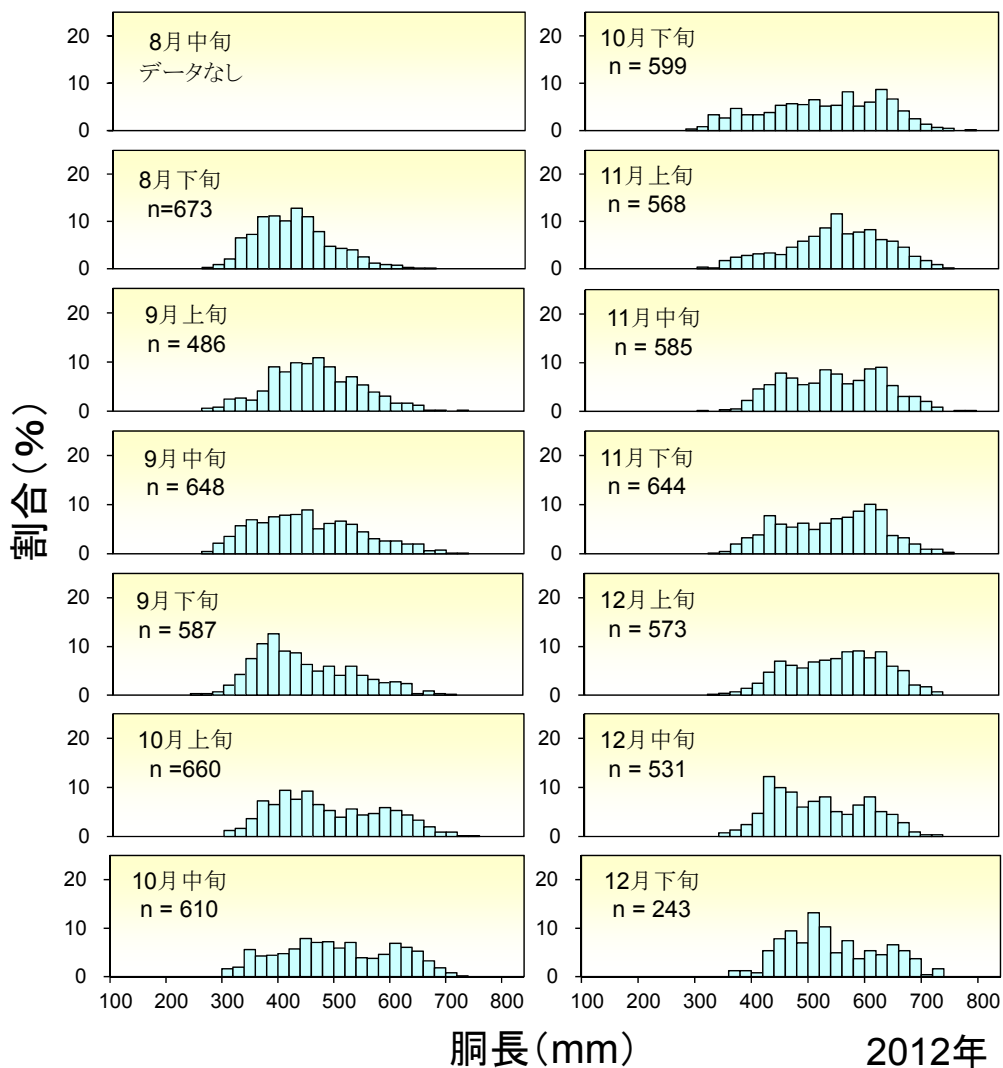 割合(%)
20
10
0
8月中旬
データなし
20
10
0
8月下旬
n=673
20
10
0
9月上旬
n = 486
20
10
0
9月中旬
n = 648
20
10
0
9月下旬
n = 587
20
10
0
10月上旬
n =660
20
10
0
10月中旬
n = 610
100 200 300 400 500 600 700 800
20
10
0
10月下旬
n = 599
20
10
0
11月上旬
n = 568
20
10
0
11月中旬
n = 585
20
10
0
11月下旬
n = 644
20
10
0
12月上旬
n = 573
20
10
0
12月中旬
n = 531
20
10
0
12月下旬
n = 243
100 200 300 400 500 600 700 800
胴長(mm)
2012年